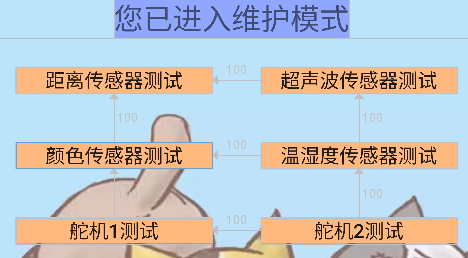 您已进入维护模式
距离传感器测试 100 超声波传感器测试
100 100
颜色传感器测试 100 温湿度传感器测试
100 100
舵机1测试 100 舵机2测试